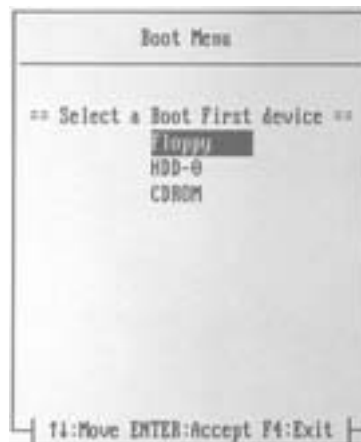 Boot Menu
== Select a Boot First device ==
Floppy
HDD-0
CDROM
↑↓:Move ENTER:Accept F4:Exit